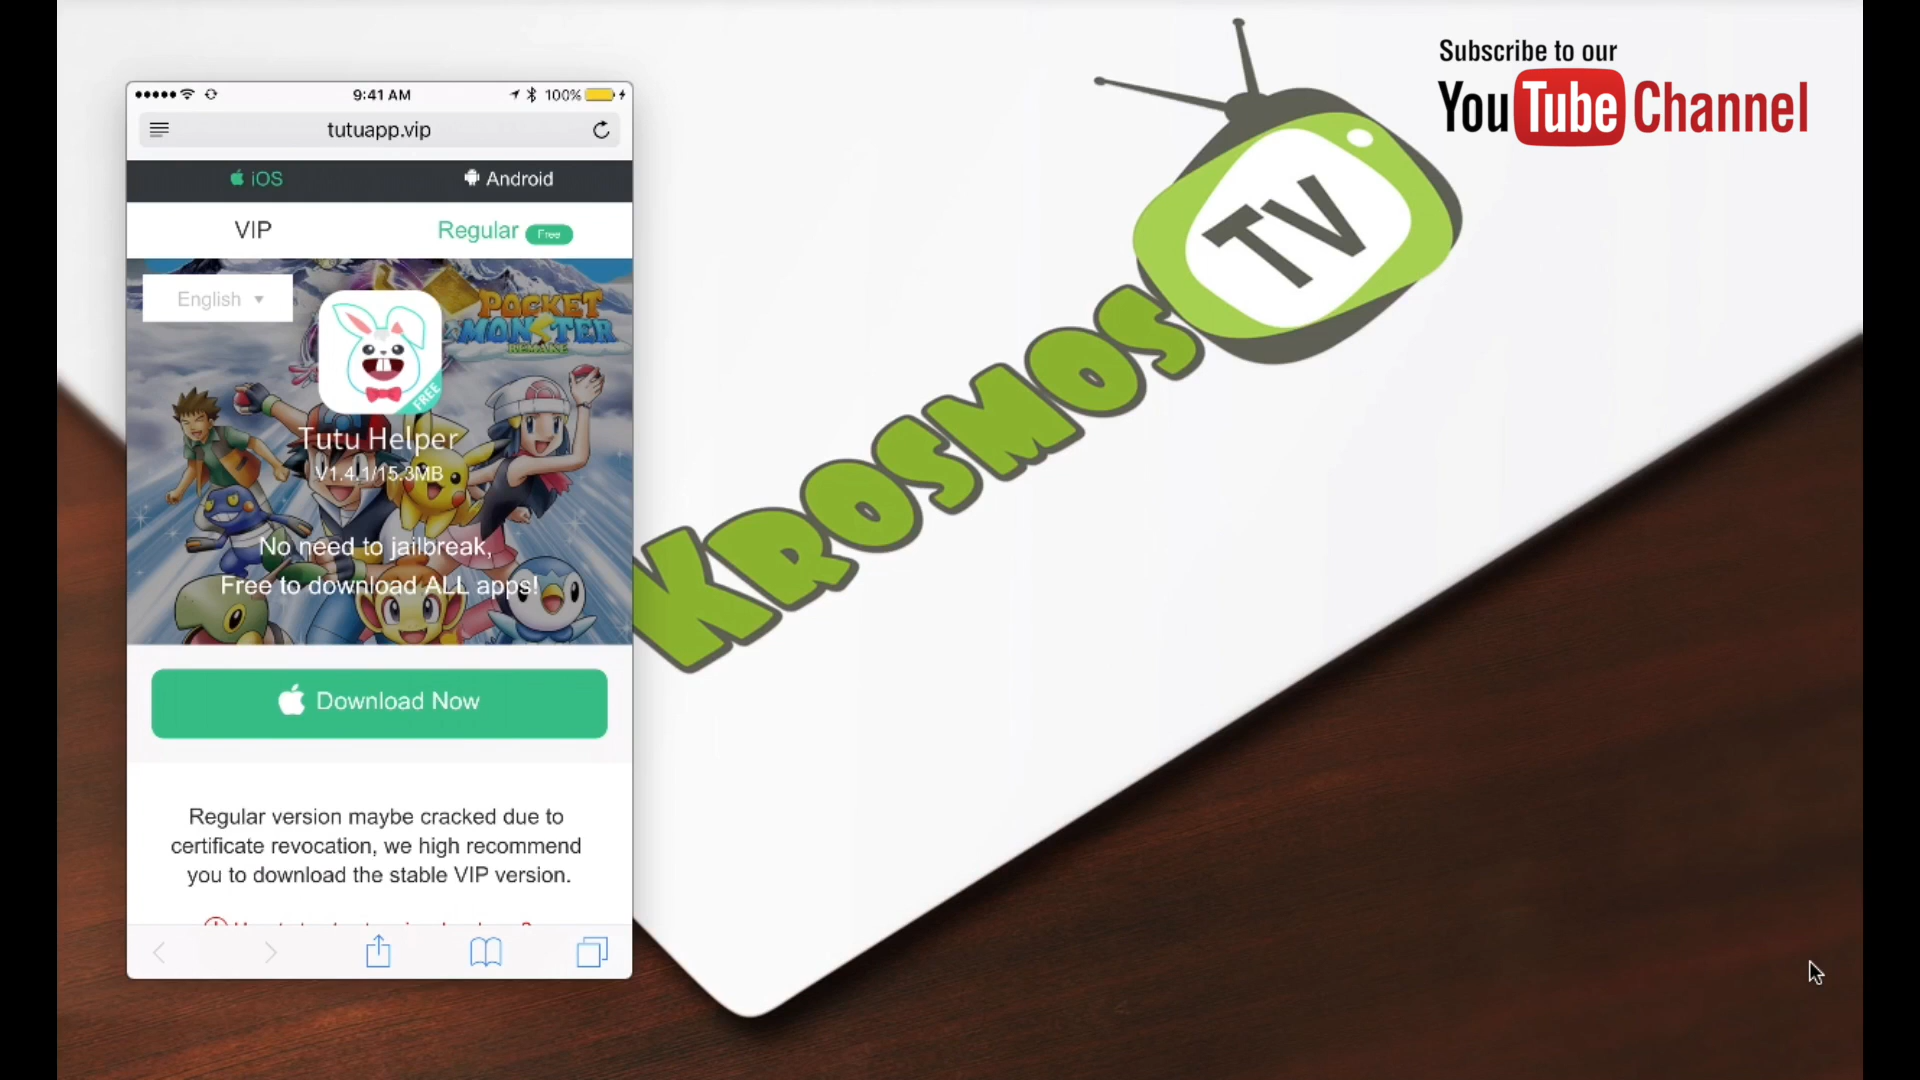 Subscribe to our
YouTube Channel
9:41 AM
100%
tutuapp.vip
iOS
Android
VIP
Regular
Free
English
POCKET
MONSTER
REMAKE
FREE
Tutu Helper
V1.4.1/15.3MB
No need to jailbreak,
Free to download ALL apps!
Download Now
Regular version maybe cracked due to
certificate revocation, we high recommend
you to download the stable VIP version.
KROSMOS
TV